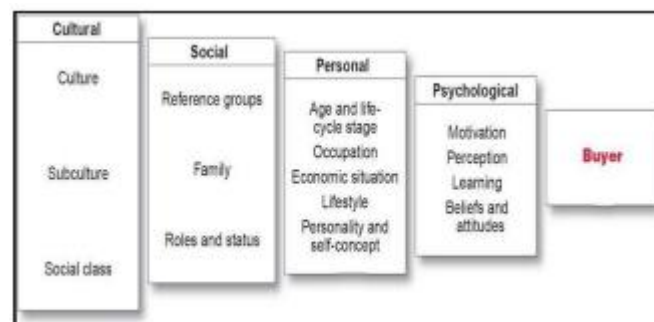 Cultural
Culture
Subculture
Social class
Social
Reference groups
Family
Roles and status
Personal
Age and life-
cycle stage
Occupation
Economic situation
Lifestyle
Personality and
self-concept
Psychological
Motivation
Perception
Learning
Beliefs and
attitudes
Buyer